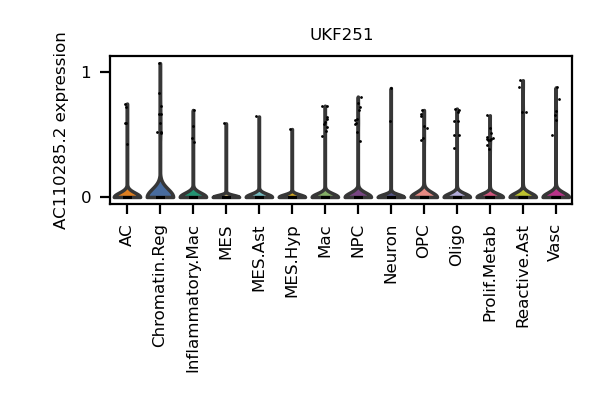 UKF251
AC110285.2 expression
1
0
AC
Chromatin.Reg
Inflammatory.Mac
MES
MES.Ast
MES.Hyp
Mac
NPC
Neuron
OPC
Oligo
Prolif.Metab
Reactive.Ast
Vasc